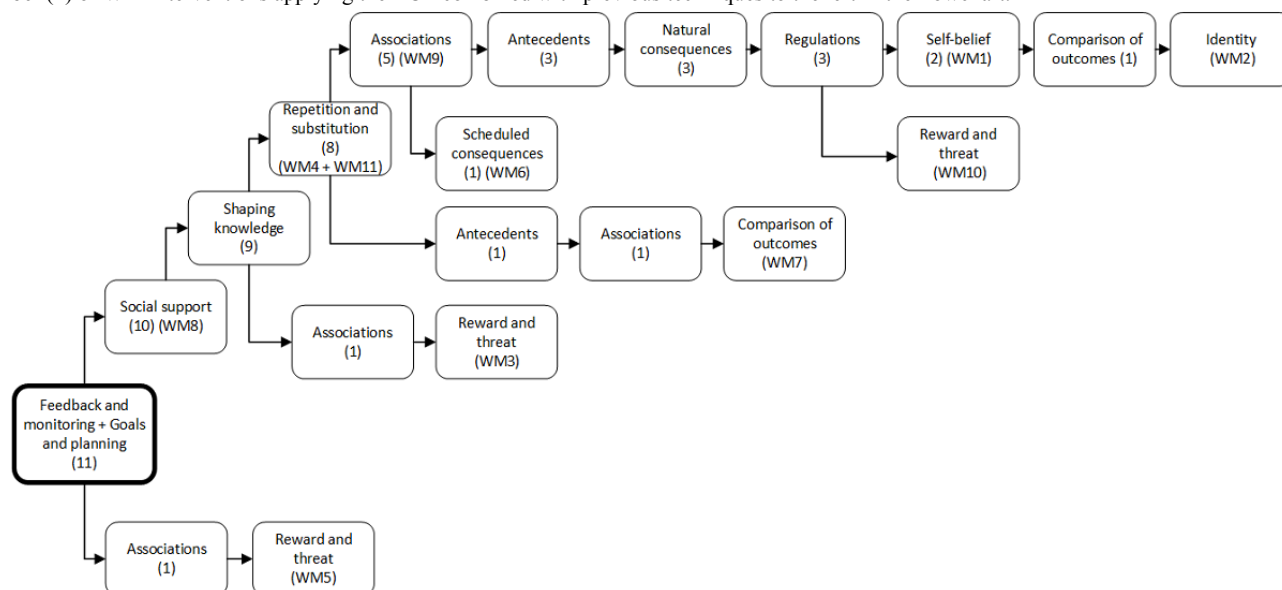 Associations
(5) (WM9)
Antecedents
(3)
Natural
consequences
(3)
Regulations
(3)
Self-belief
(2) (WM1)
Comparison of
outcomes (1)
Identity
(WM2)
Repetition and
substitution
(8)
(WM4 + WM11)
Scheduled
consequences
(1) (WM6)
Reward and
threat
(WM10)
Shaping
knowledge
(9)
Antecedents
(1)
Associations
(1)
Comparison of
outcomes
(WM7)
Social support
(10) (WM8)
Associations
(1)
Reward and
threat
(WM3)
Feedback and
monitoring + Goals
and planning
(11)
Associations
(1)
Reward and
threat
(WM5)